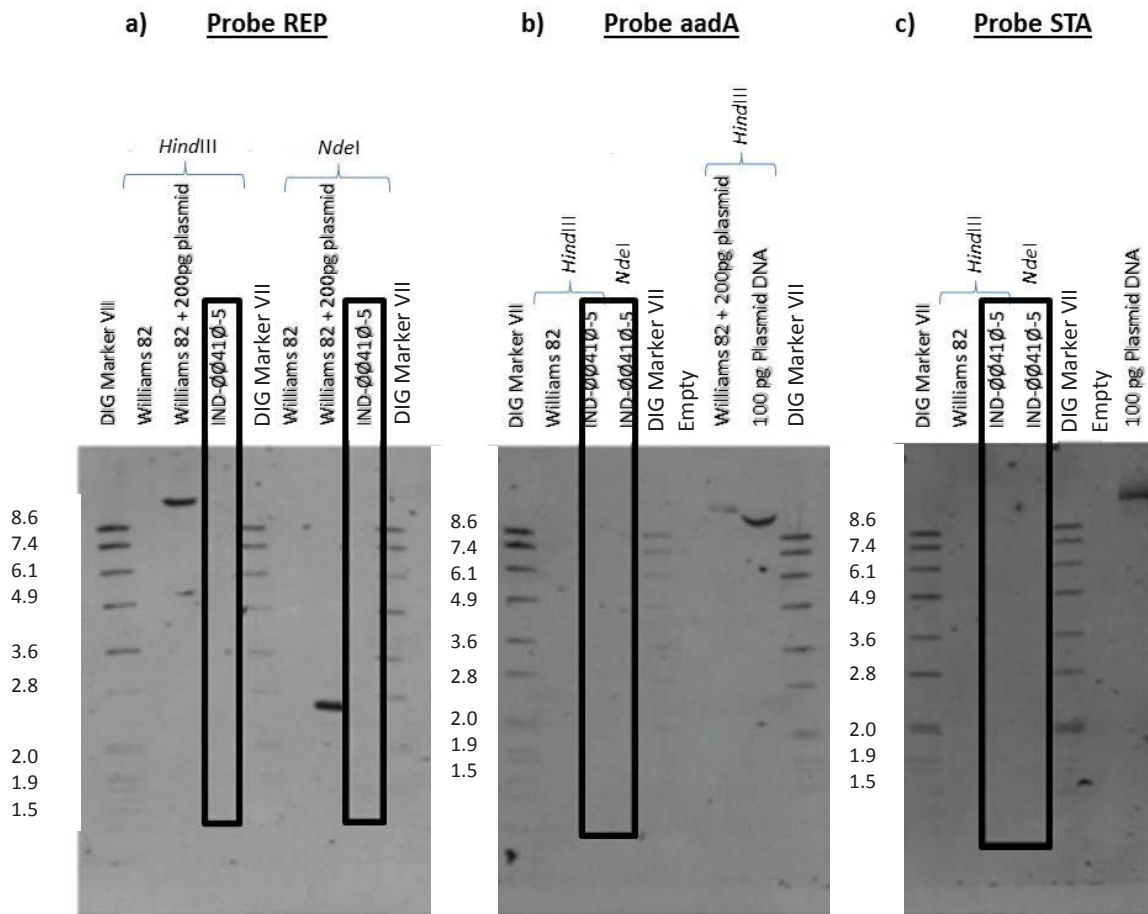 a) Probe REP
HindIII
NdeI
DIG Marker VII
Williams 82
Williams 82 + 200pg plasmid
IND-ØØ41Ø-5
DIG Marker VII
Williams 82
Williams 82 + 200pg plasmid
IND-ØØ41Ø-5
DIG Marker VII
8.6
7.4
6.1
4.9
3.6
2.8
2.0
1.9
1.5
b) Probe aadA
HindIII
NdeI
HindIII
DIG Marker VII
Williams 82
IND-ØØ41Ø-5
IND-ØØ41Ø-5
DIG Marker VII
Empty
Williams 82 + 200pg plasmid
100 pg Plasmid DNA
DIG Marker VII
8.6
7.4
6.1
4.9
3.6
2.8
2.0
1.9
1.5
c) Probe STA
HindIII
NdeI
DIG Marker VII
Williams 82
IND-ØØ41Ø-5
IND-ØØ41Ø-5
DIG Marker VII
Empty
100 pg Plasmid DNA
8.6
7.4
6.1
4.9
3.6
2.8
2.0
1.9
1.5